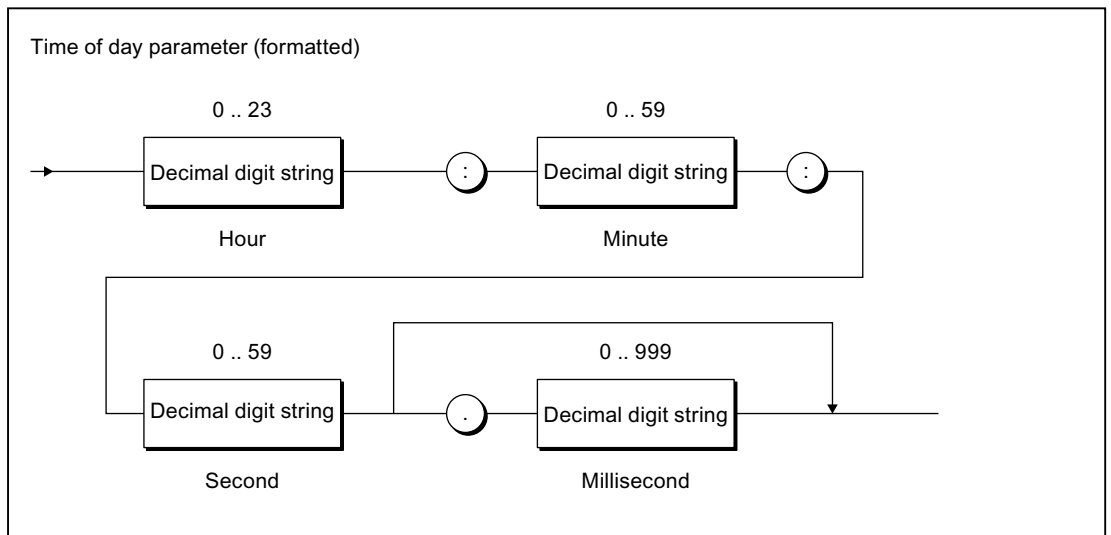 Time of day parameter (formatted)
0 .. 23
0 .. 59
Decimal digit string
:
Decimal digit string
:
Hour
Minute
0 .. 59
0 .. 999
Decimal digit string
.
Decimal digit string
Second
Millisecond